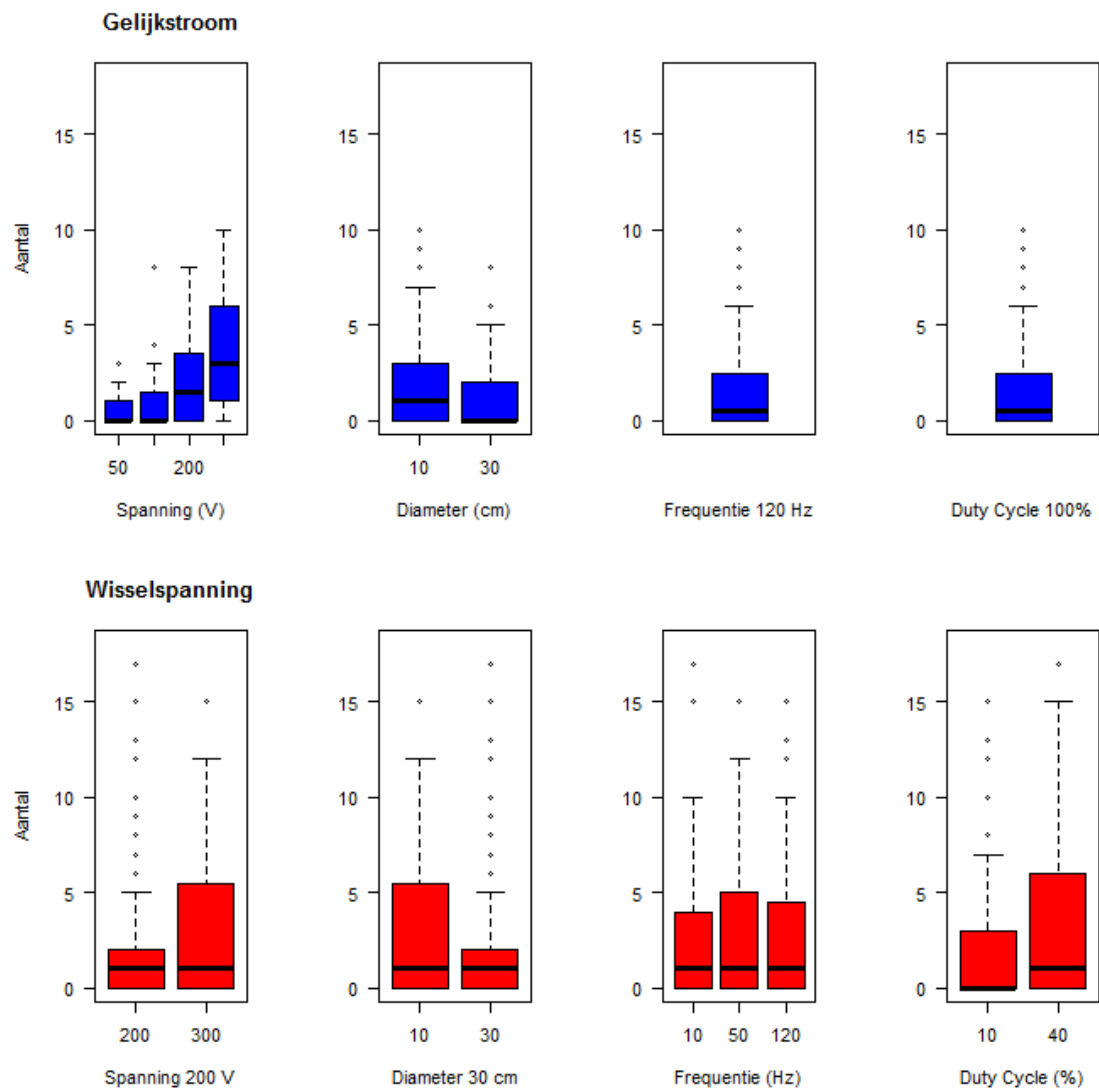 Gelijkstroom
Aantal
15
10
5
0
50 200
Spanning (V)
15
10
5
0
10 30
Diameter (cm)
15
10
5
0
Frequentie 120 Hz
15
10
5
0
Duty Cycle 100%
Wisselspanning
Aantal
15
10
5
0
200 300
Spanning 200 V
15
10
5
0
10 30
Diameter 30 cm
15
10
5
0
10 50 120
Frequentie (Hz)
15
10
5
0
10 40
Duty Cycle (%)